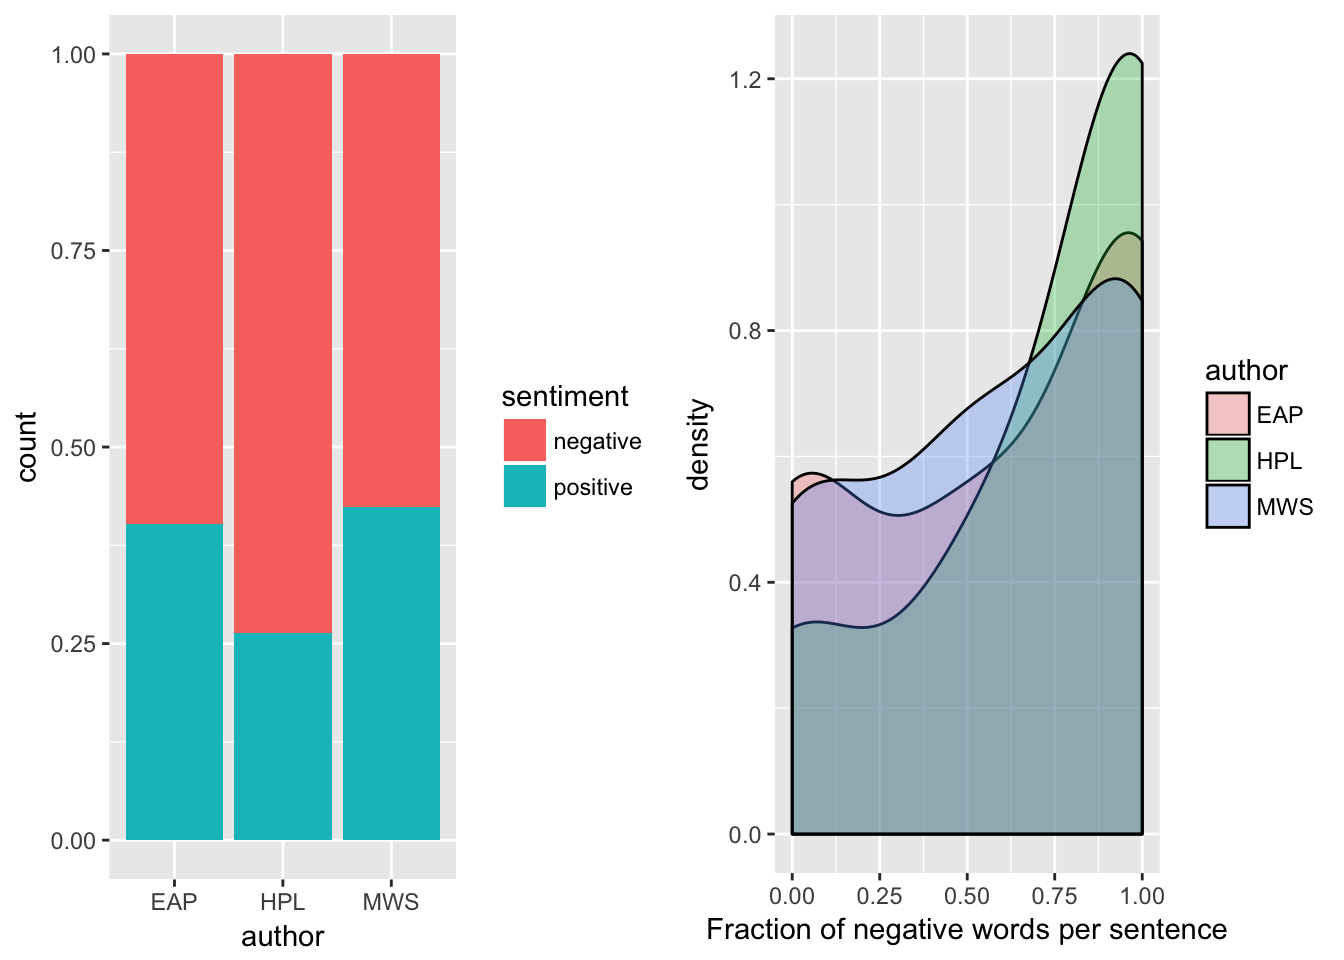 1.00
0.75
0.50
0.25
0.00
count
EAP HPL MWS
author
sentiment
negative
positive
1.2
0.8
0.4
0.0
density
0.00 0.25 0.50 0.75 1.00
Fraction of negative words per sentence
author
EAP
HPL
MWS